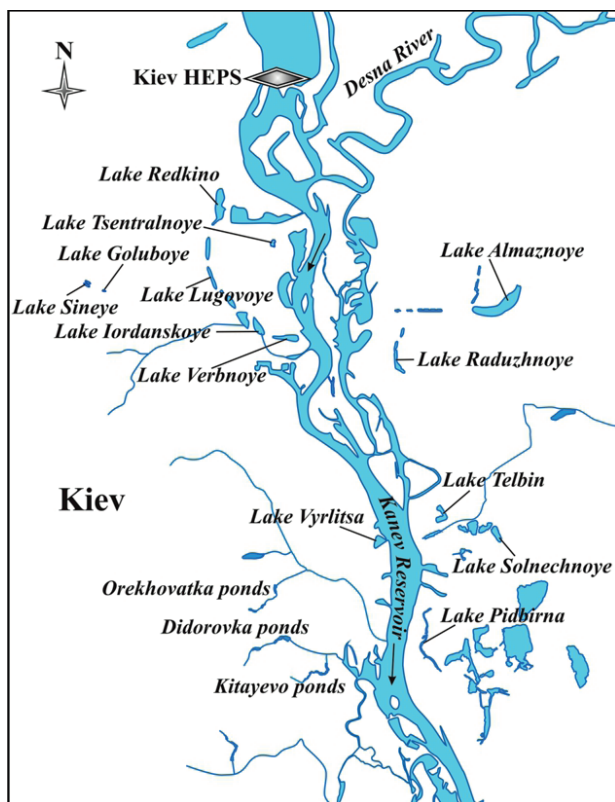 N
Kiev HEPS
Desna River
Lake Redkino
Lake Tsentralnoye
Lake Goluboye
Lake Almaznoye
Lake Sineye
Lake Lugovoye
Lake Iordanskoye
Lake Raduzhnoye
Lake Verbnoye
Lake Telbin
Kiev
Lake Vyrlitsa
Kanev Reservoir
Lake Solnechnoye
Orekhovatka ponds
Lake Pidbirna
Didorovka ponds
Kitayevo ponds